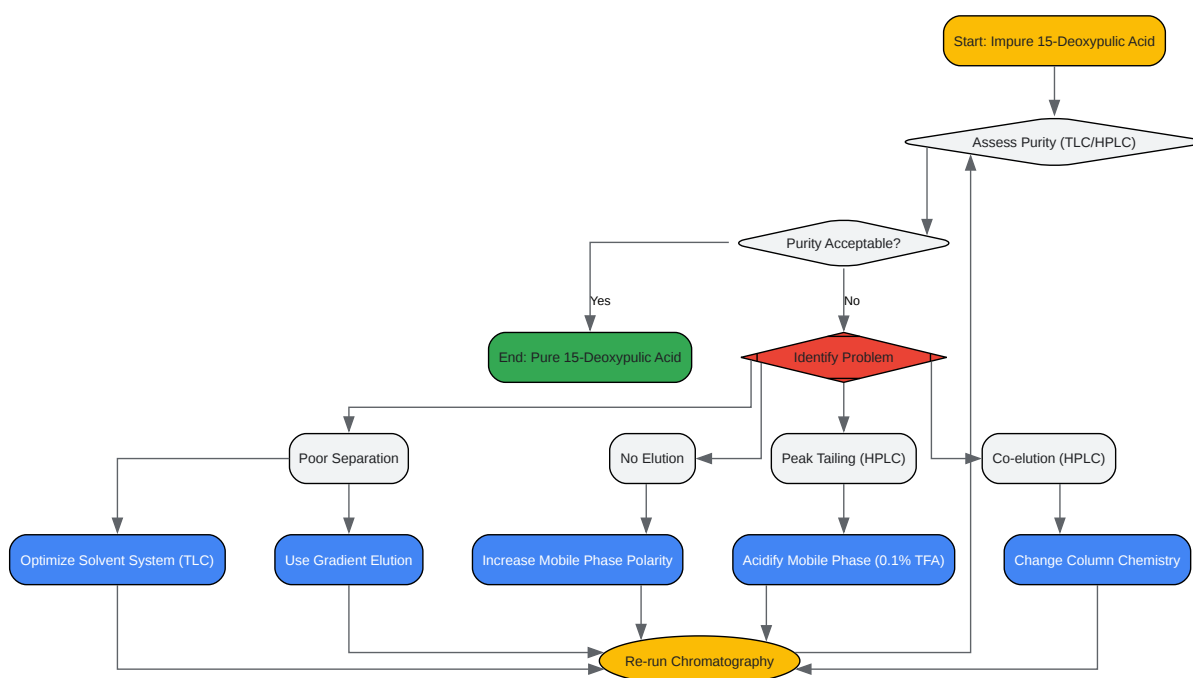 Start: Impure 15-Deoxypulic Acid
Assess Purity (TLC/HPLC)
Purity Acceptable?
Yes
No
End: Pure 15-Deoxypulic Acid
Identify Problem
Poor Separation
No Elution
Peak Tailing (HPLC)
Co-elution (HPLC)
Optimize Solvent System (TLC)
Use Gradient Elution
Increase Mobile Phase Polarity
Acidify Mobile Phase (0.1% TFA)
Change Column Chemistry
Re-run Chromatography